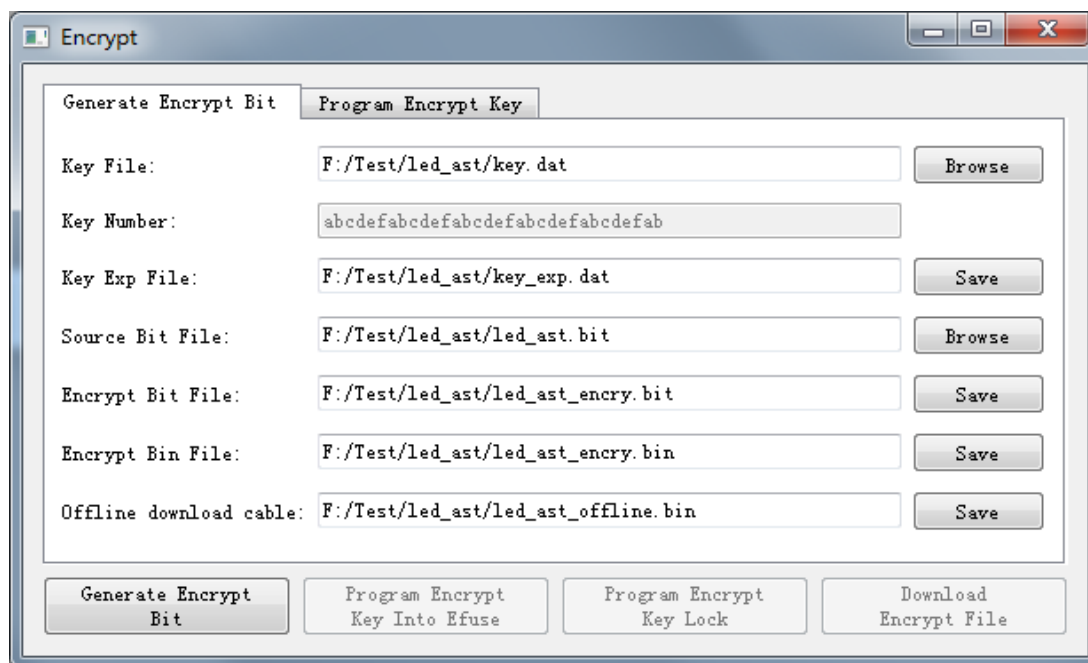 Encrypt
Generate Encrypt Bit
Program Encrypt Key
Key File:
F:/Test/led_ast/key.dat
Browse
Key Number:
abcdefabcdefabcdefabcdefabcdefab
Key Exp File:
F:/Test/led_ast/key_exp.dat
Save
Source Bit File:
F:/Test/led_ast/led_ast.bit
Browse
Encrypt Bit File:
F:/Test/led_ast/led_ast_encry.bit
Save
Encrypt Bin File:
F:/Test/led_ast/led_ast_encry.bin
Save
Offline download cable:
F:/Test/led_ast/led_ast_offline.bin
Save
Generate Encrypt
Bit
Program Encrypt
Key Into Efuse
Program Encrypt
Key Lock
Download
Encrypt File